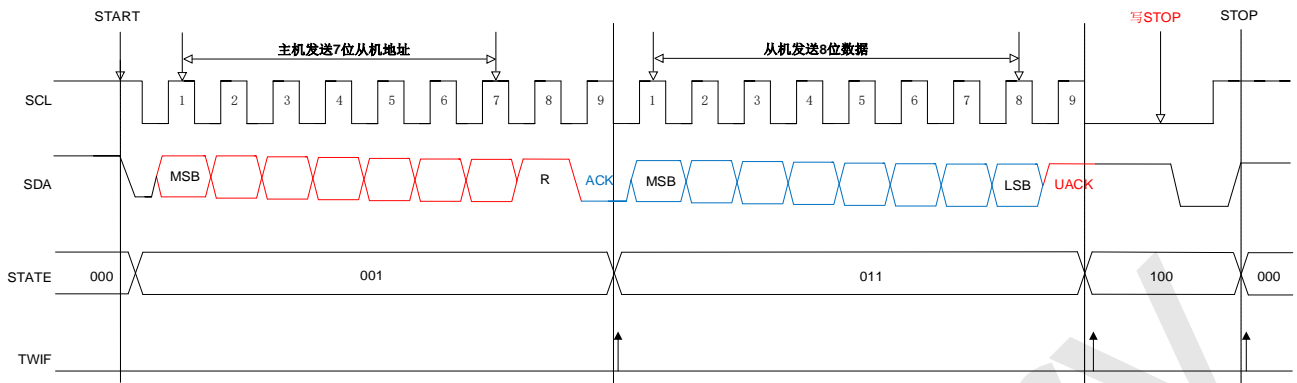 START 写STOP STOP
主机发送7位从机地址 从机发送8位数据
SCL 1 2 3 4 5 6 7 8 9 1 2 3 4 5 6 7 8 9
SDA MSB R ACK MSB LSB UACK
STATE 000 001 011 100 000
TWIF